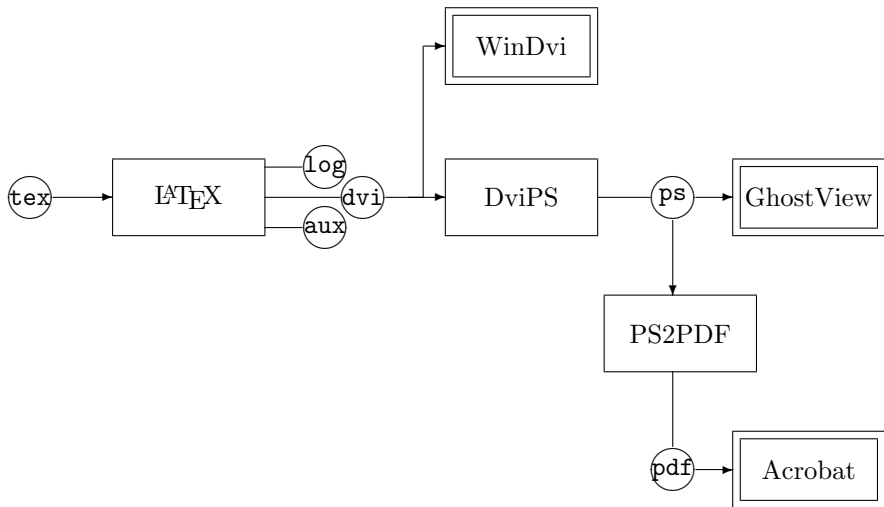 WinDvi
log
tex
LATEX
dvi
DviPS
ps
GhostView
aux
PS2PDF
pdf
Acrobat